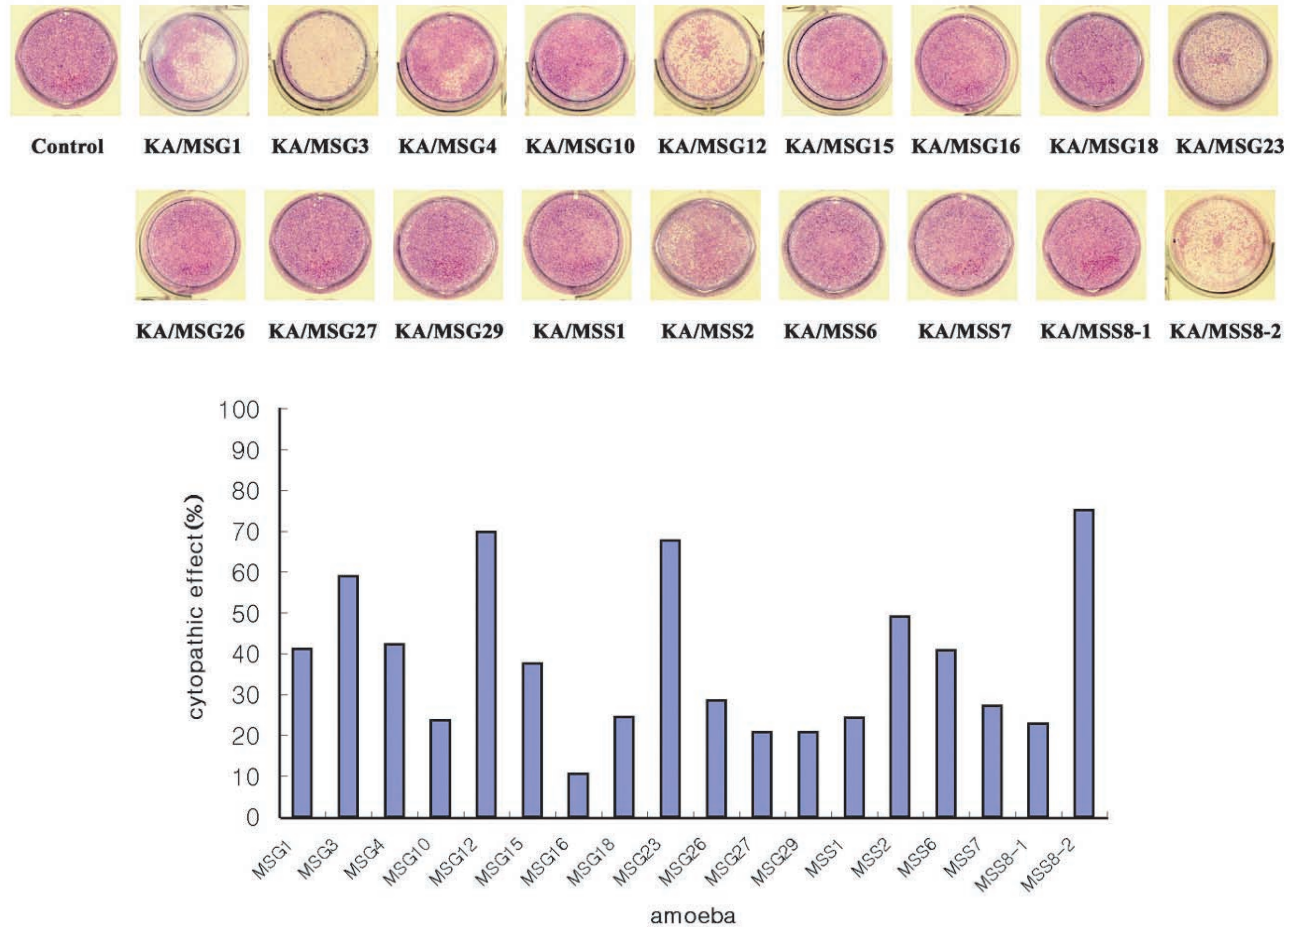 Control KA/MSG1 KA/MSG3 KA/MSG4 KA/MSG10 KA/MSG12 KA/MSG15 KA/MSG16 KA/MSG18 KA/MSG23
KA/MSG26 KA/MSG27 KA/MSG29 KA/MSS1 KA/MSS2 KA/MSS6 KA/MSS7 KA/MSS8-1 KA/MSS8-2
100
90
80
70
60
50
40
30
20
10
0
cytopathic effect(%)
MSG1 MSG3 MSG4 MSG10 MSG12 MSG15 MSG16 MSG18 MSG23 MSG26 MSG27 MSG29 MSS1 MSS2 MSS6 MSS7 MSS8-1 MSS8-2
amoeba